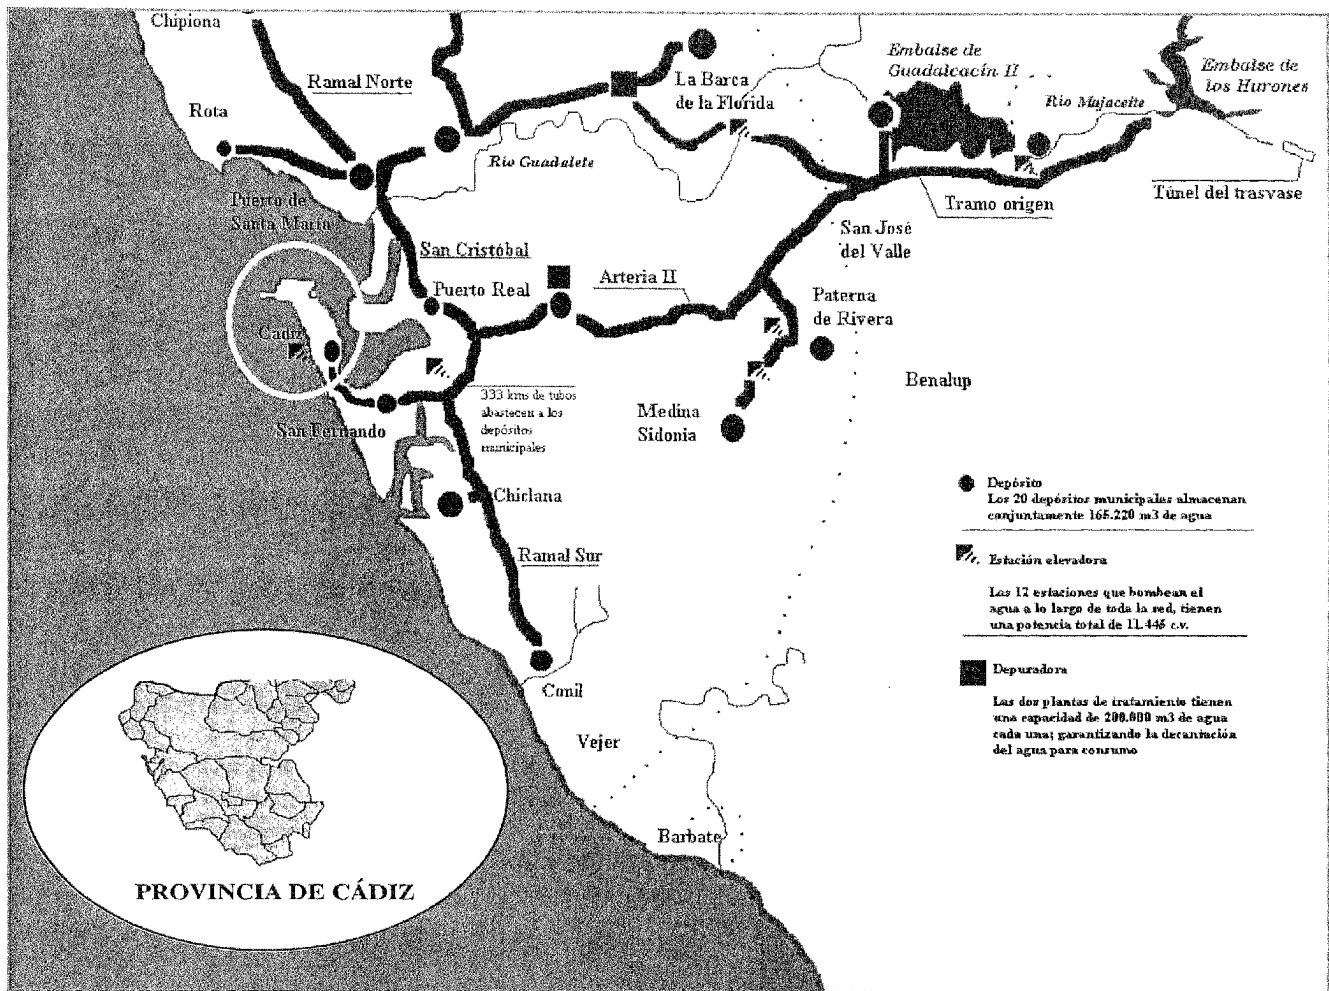 Chipiona
Ramal Norte
Rota
La Barca
de la Florida
Embalse de
Guadalcacín II
Río Majaceite
Embalse de
los Hurones
Río Guadalete
Túnel del trasvase
Tramo origen
Puerto de
Santa María
San José
del Valle
San Cristóbal
Puerto Real
Arteria II
Paterna
de Rivera
Cádiz
Benalup
333 kms de tubos
abastecen a los
depósitos
municipales
Medina
Sidonia
San Fernando
Chiclana
Ramal Sur
Conil
Vejer
Barbate
Depósito
Los 20 depósitos municipales almacenan
conjuntamente 165.220 m3 de agua
Estación elevadora
Las 12 estaciones que bombean el
agua a lo largo de toda la red, tienen
una potencia total de 11.445 c.v.
Depuradora
Las dos plantas de tratamiento tienen
una capacidad de 200.000 m3 de agua
cada una; garantizando la decantación
del agua para consumo
PROVINCIA DE CÁDIZ